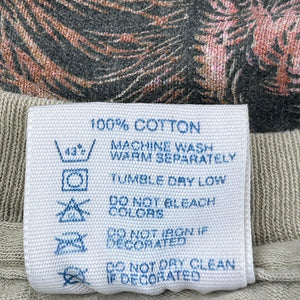 100% COTTON
43°c MACHINE WASH
WARM SEPARATELY
TUMBLE DRY LOW
DO NOT BLEACH
COLORS
DO NOT IRON IF
DECORATED
DO NOT DRY CLEAN
IF DECORATED